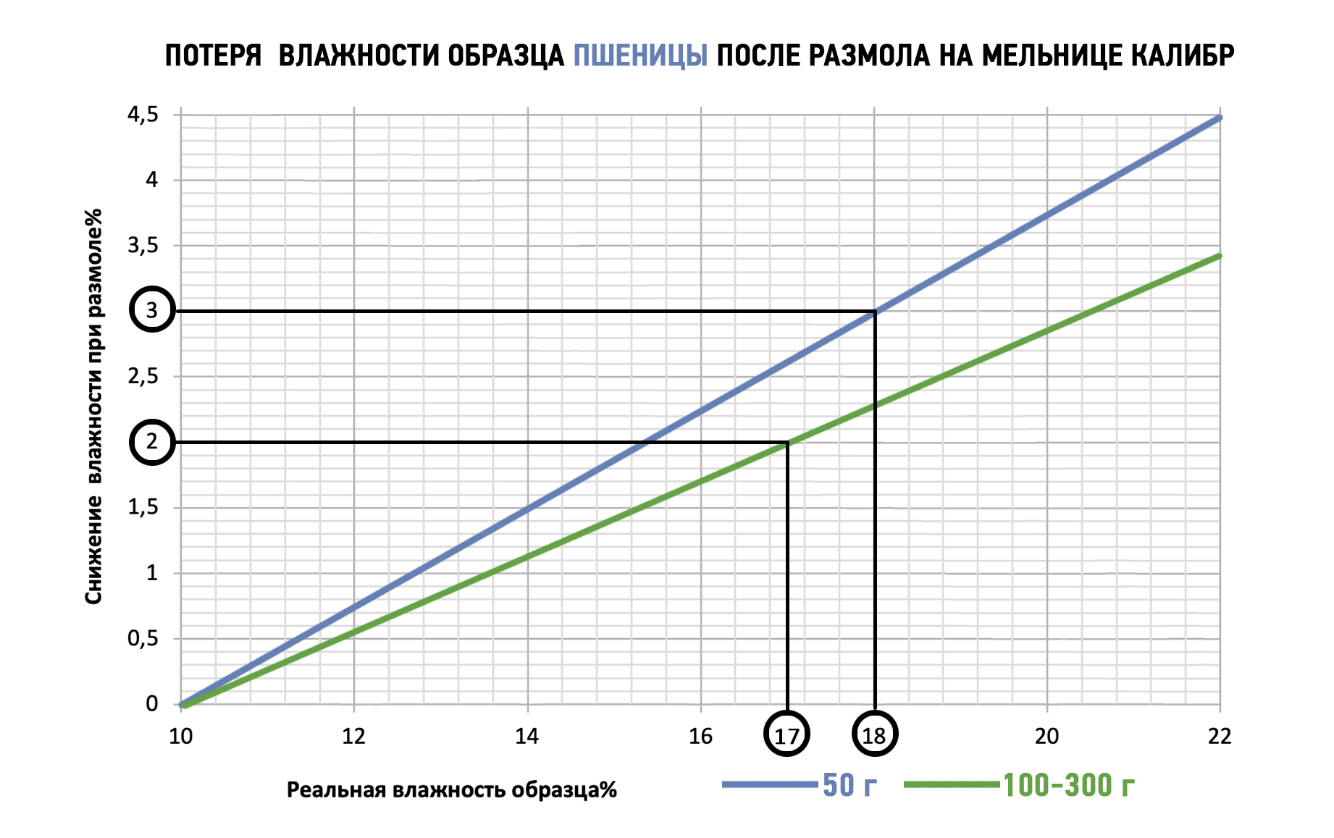 ПОТЕРЯ ВЛАЖНОСТИ ОБРАЗЦА ПШЕНИЦЫ ПОСЛЕ РАЗМОЛА НА МЕЛЬНИЦЕ КАЛИБР
Снижение влажности при размоле%
4,5
4
3,5
3
2,5
2
1,5
1
0,5
0
10 12 14 16 17 18 20 22
Реальная влажность образца%
50 г 100-300 г